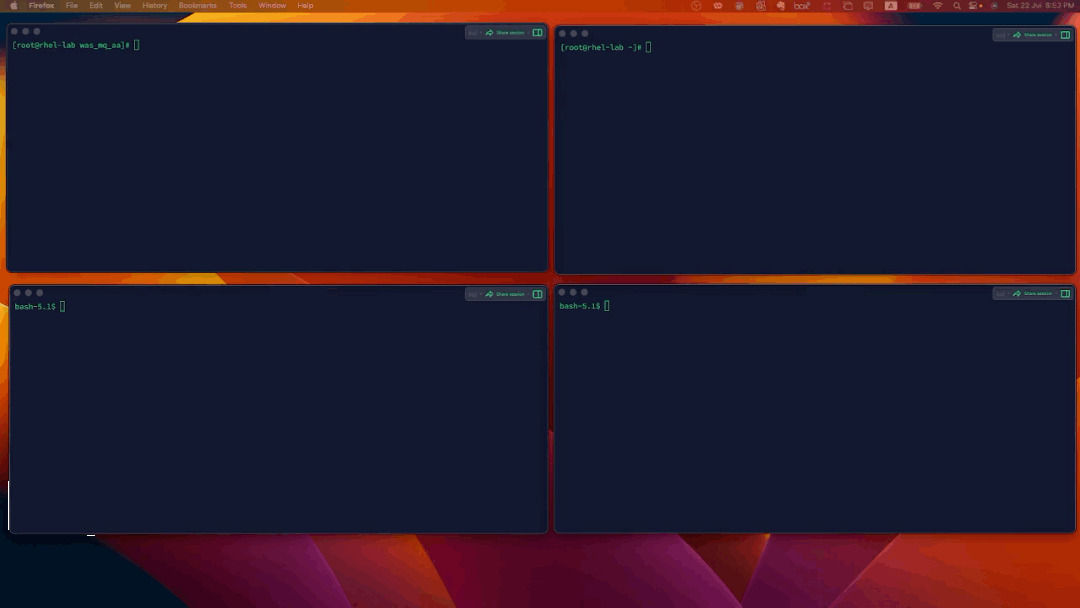 Firefox File Edit View History Bookmarks Tools Window Help box Sat 22 Jul 8:53 PM
[root@rhel-lab was_mq_aa]#
Share session
[root@rhel-lab ~]#
Share session
bash-5.1$
Share session
bash-5.1$
Share session